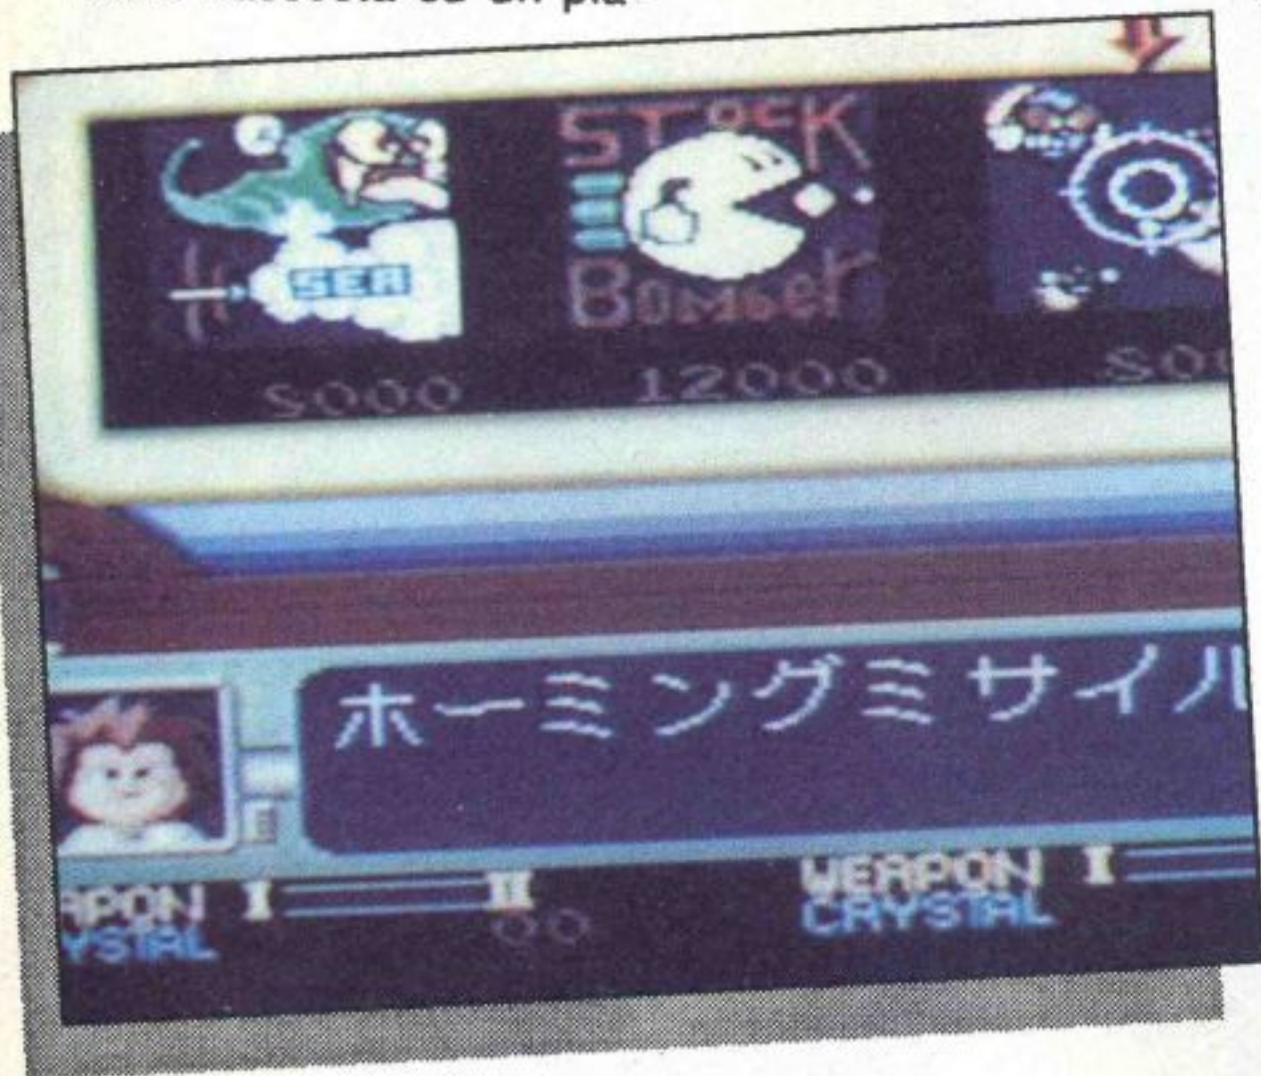 SEA
STOCK
BOMBER
5000
12000
ホーミングミサイル
WEAPON I II
CRYSTAL 00
WEAPON I
CRYSTAL